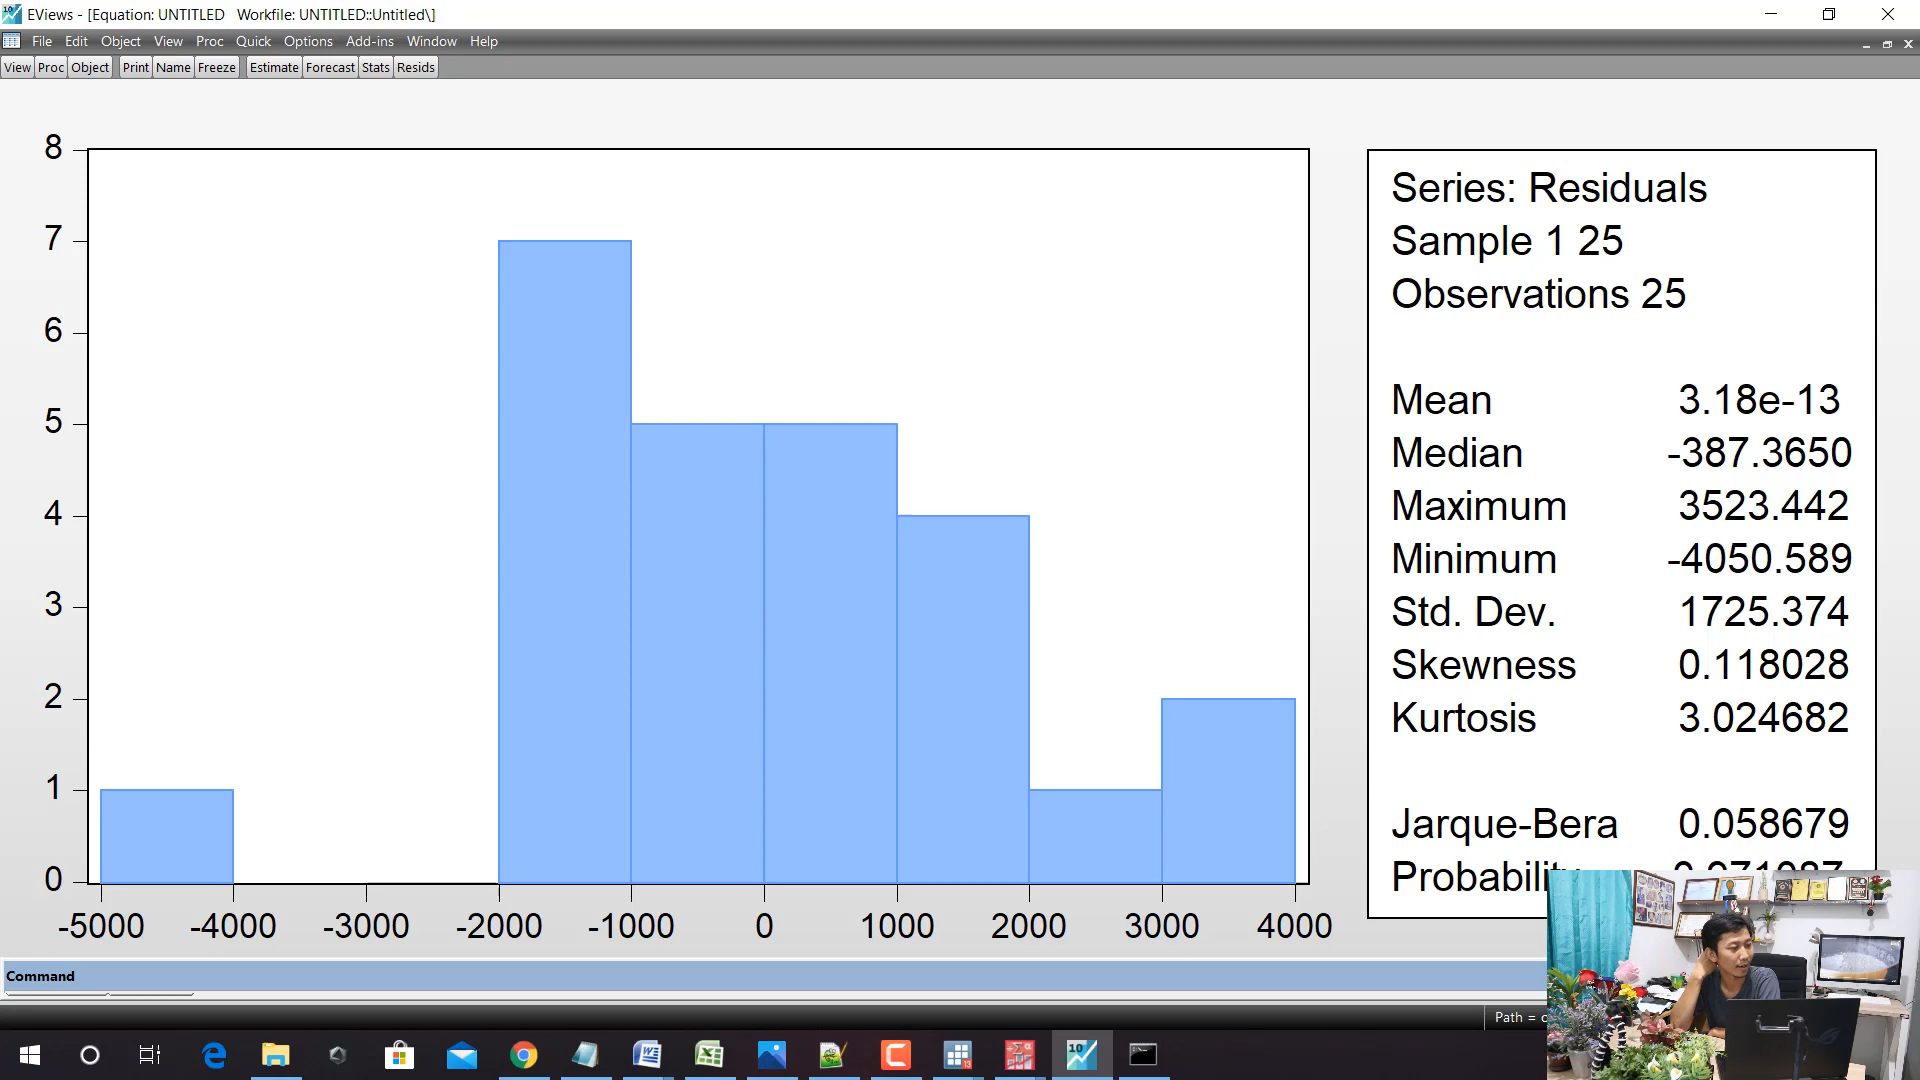 EViews - [Equation: UNTITLED   Workfile: UNTITLED::Untitled\]
File Edit Object View Proc Quick Options Add-ins Window Help
View Proc Object Print Name Freeze Estimate Forecast Stats Resids
8
7
6
5
4
3
2
1
0
-5000 -4000 -3000 -2000 -1000 0 1000 2000 3000 4000
Series: Residuals
Sample 1 25
Observations 25
Mean 3.18e-13
Median -387.3650
Maximum 3523.442
Minimum -4050.589
Std. Dev. 1725.374
Skewness 0.118028
Kurtosis 3.024682
Jarque-Bera 0.058679
Probability
Command
Path =